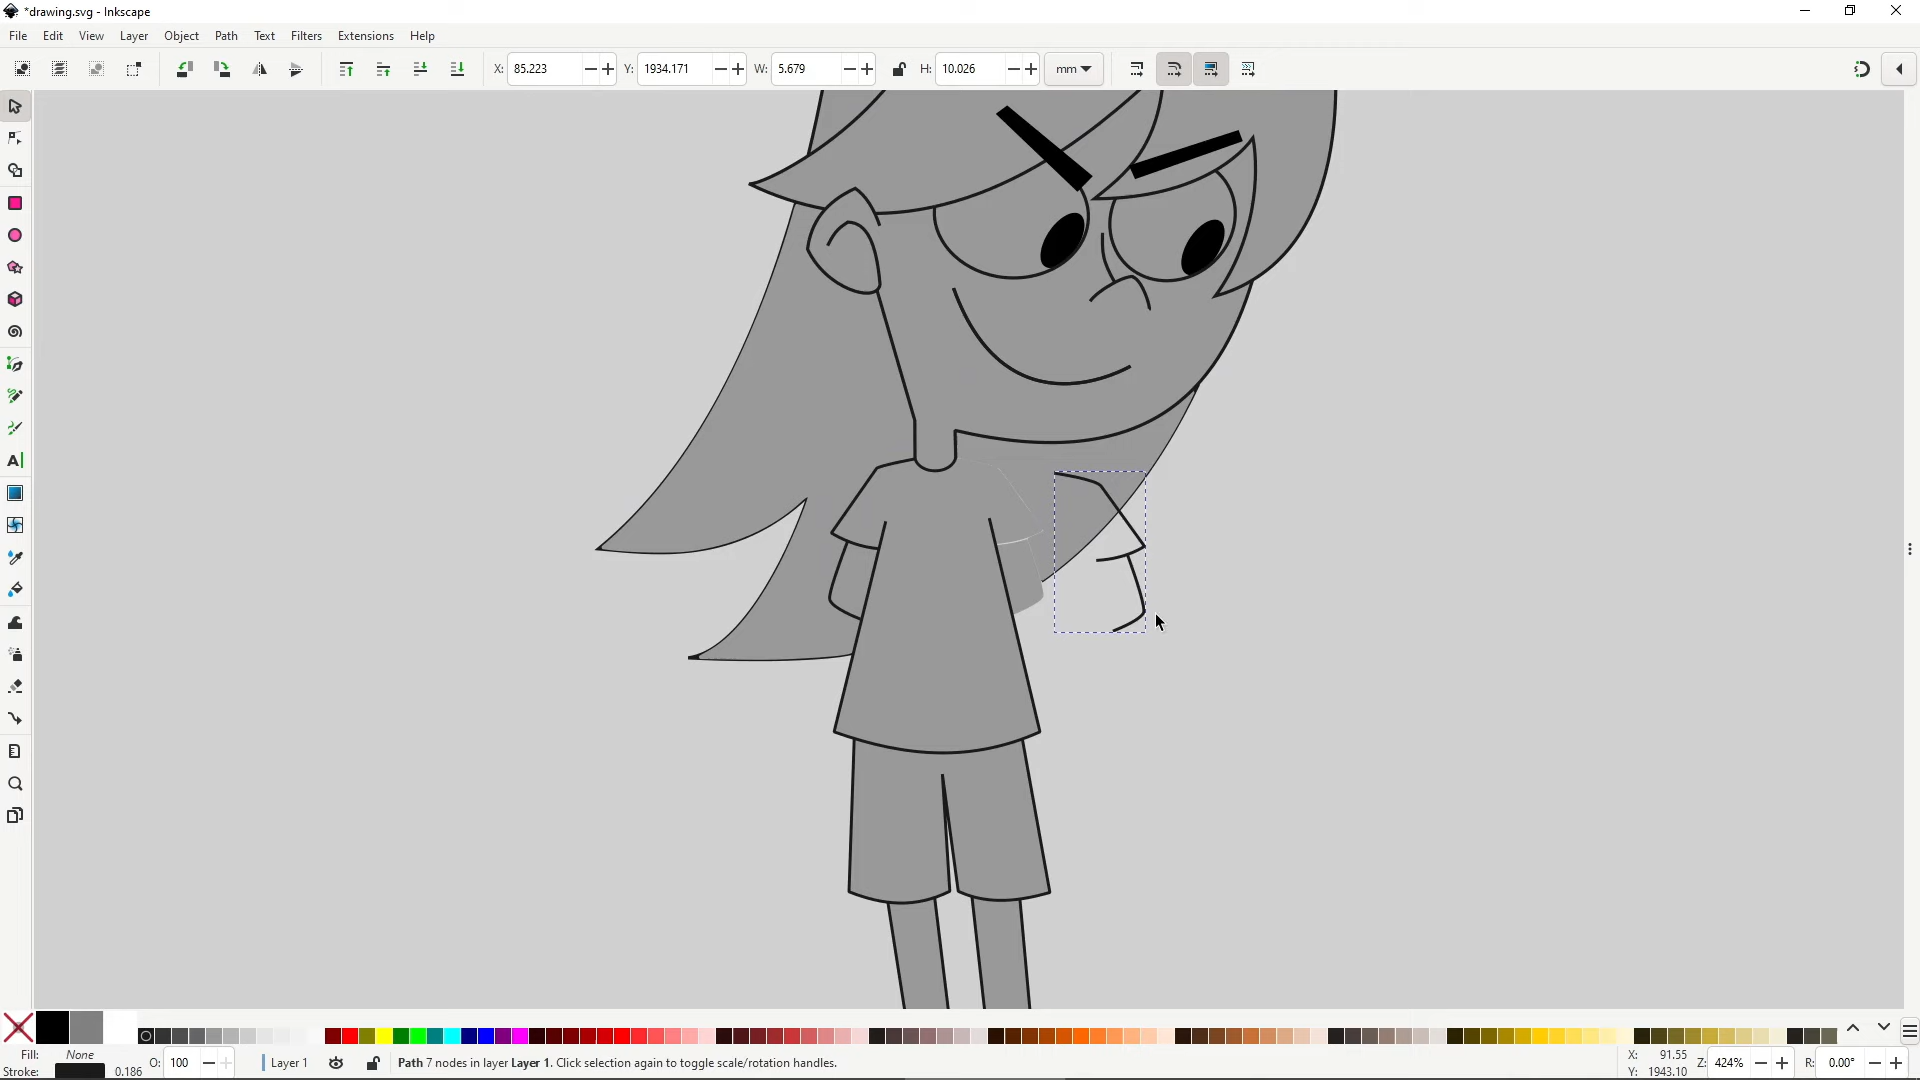 *drawing.svg - Inkscape
File Edit View Layer Object Path Text Filters Extensions Help
X: 85.223 Y: 1934.171 W: 5.679 H: 10.026 mm
Fill: None O: 100 Layer 1 Path 7 nodes in layer Layer 1. Click selection again to toggle scale/rotation handles. X: 91.55 Z: 424% R: 0.00°
Stroke: 0.186 Y: 1943.10